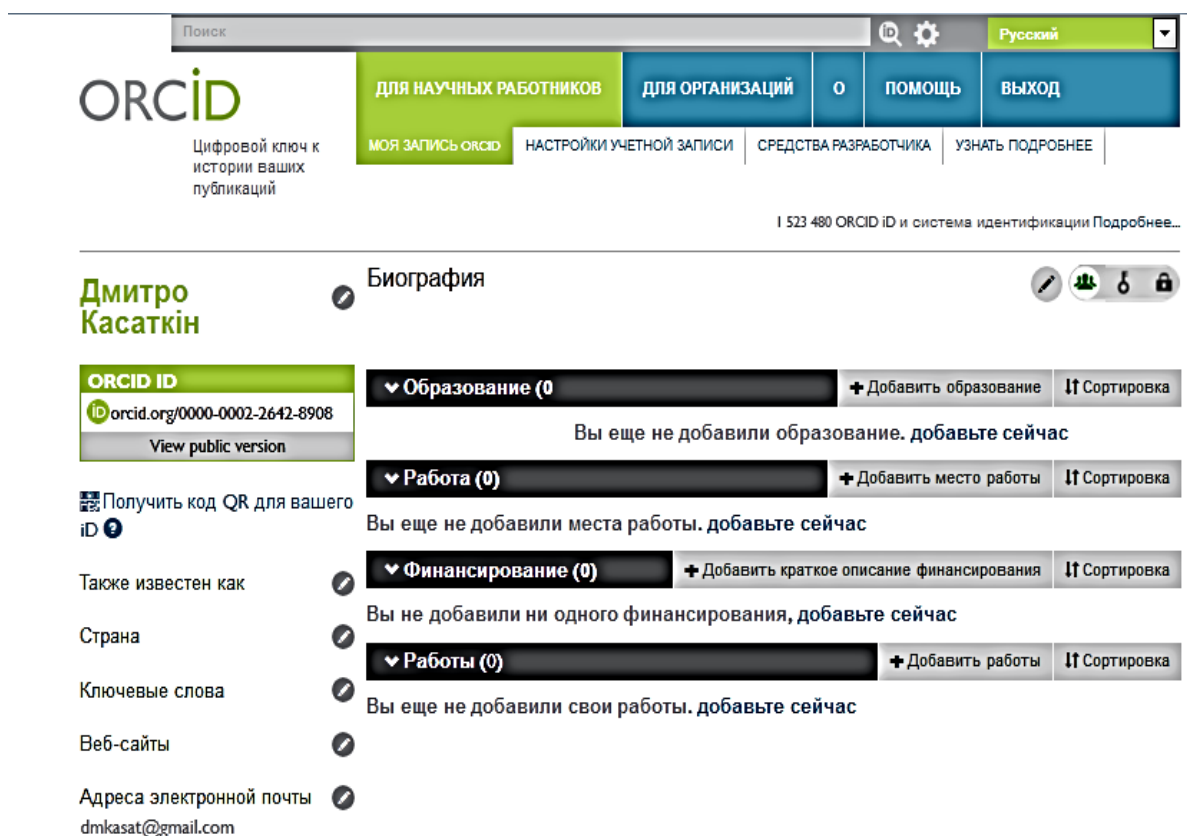 Поиск
Русский
ORCID
Цифровой ключ к
истории ваших
публикаций
ДЛЯ НАУЧНЫХ РАБОТНИКОВ
ДЛЯ ОРГАНИЗАЦИЙ
О
ПОМОЩЬ
ВЫХОД
МОЯ ЗАПИСЬ ORCID
НАСТРОЙКИ УЧЕТНОЙ ЗАПИСИ
СРЕДСТВА РАЗРАБОТЧИКА
УЗНАТЬ ПОДРОБНЕЕ
1 523 480 ORCID iD и система идентификации Подробнее...
Дмитро
Касаткін
ORCID ID
iD orcid.org/0000-0002-2642-8908
View public version
Получить код QR для вашего
iD ?
Также известен как
Страна
Ключевые слова
Веб-сайты
Адреса электронной почты
dmkasat@gmail.com
Биография
Образование (0
Добавить образование
Сортировка
Вы еще не добавили образование. добавьте сейчас
Работа (0)
Добавить место работы
Сортировка
Вы еще не добавили места работы. добавьте сейчас
Финансирование (0)
Добавить краткое описание финансирования
Сортировка
Вы не добавили ни одного финансирования, добавьте сейчас
Работы (0)
Добавить работы
Сортировка
Вы еще не добавили свои работы. добавьте сейчас